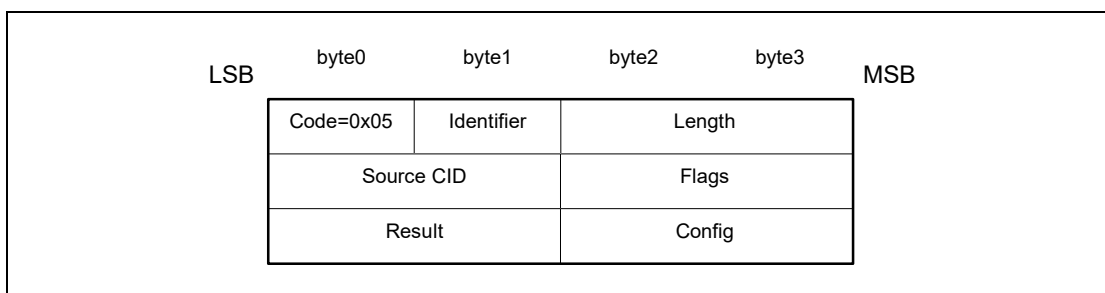 LSB byte0 byte1 byte2 byte3 MSB
Code=0x05 Identifier Length
Source CID Flags
Result Config